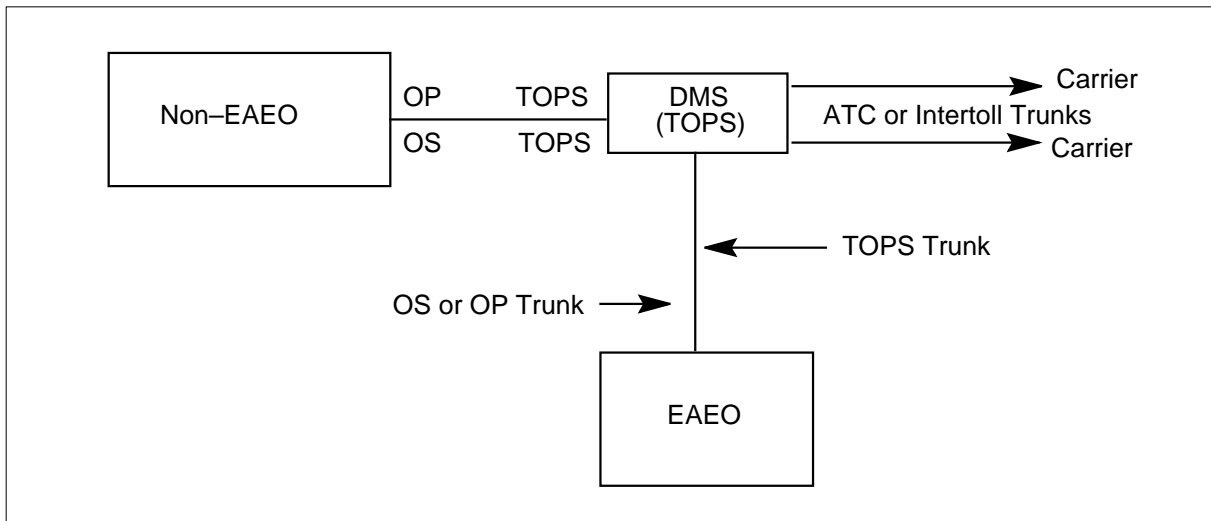 Non–EAEO
OP
TOPS
OS
TOPS
DMS
(TOPS)
Carrier
ATC or Intertoll Trunks
Carrier
TOPS Trunk
OS or OP Trunk
EAEO